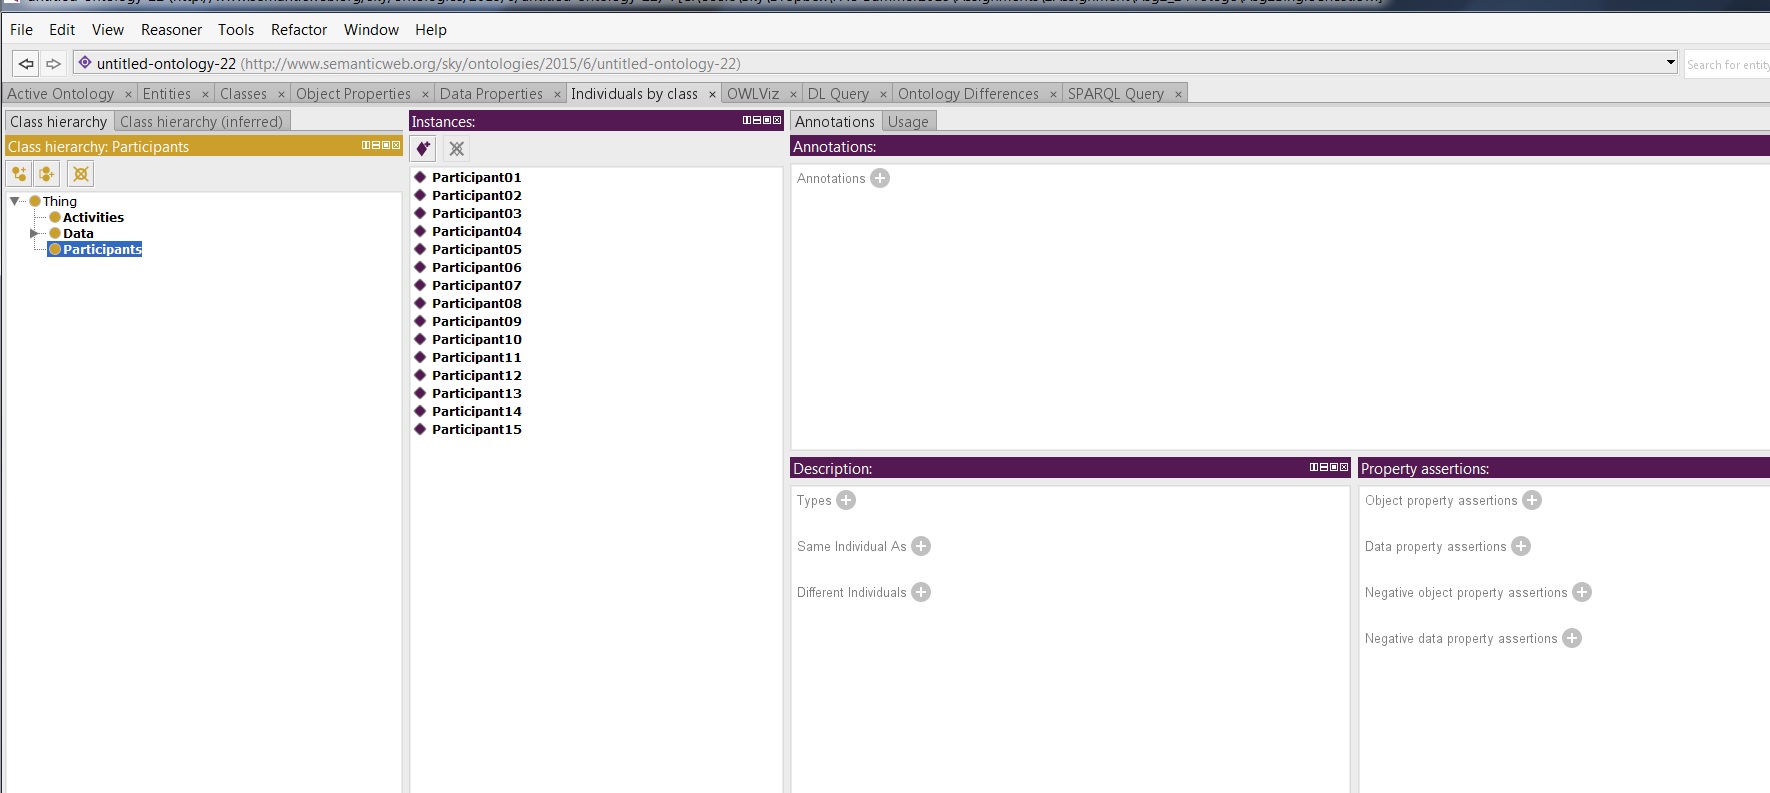 File Edit View Reasoner Tools Refactor Window Help
untitled-ontology-22 (http://www.semanticweb.org/sky/ontologies/2015/6/untitled-ontology-22)
Search for entity
Active Ontology × Entities × Classes × Object Properties × Data Properties × Individuals by class × OWLViz × DL Query × Ontology Differences × SPARQL Query ×
Class hierarchy Class hierarchy (inferred)
Class hierarchy: Participants
Thing
Activities
Data
Participants
Instances:
Participant01
Participant02
Participant03
Participant04
Participant05
Participant06
Participant07
Participant08
Participant09
Participant10
Participant11
Participant12
Participant13
Participant14
Participant15
Annotations Usage
Annotations:
Annotations
Description:
Types
Same Individual As
Different Individuals
Property assertions:
Object property assertions
Data property assertions
Negative object property assertions
Negative data property assertions